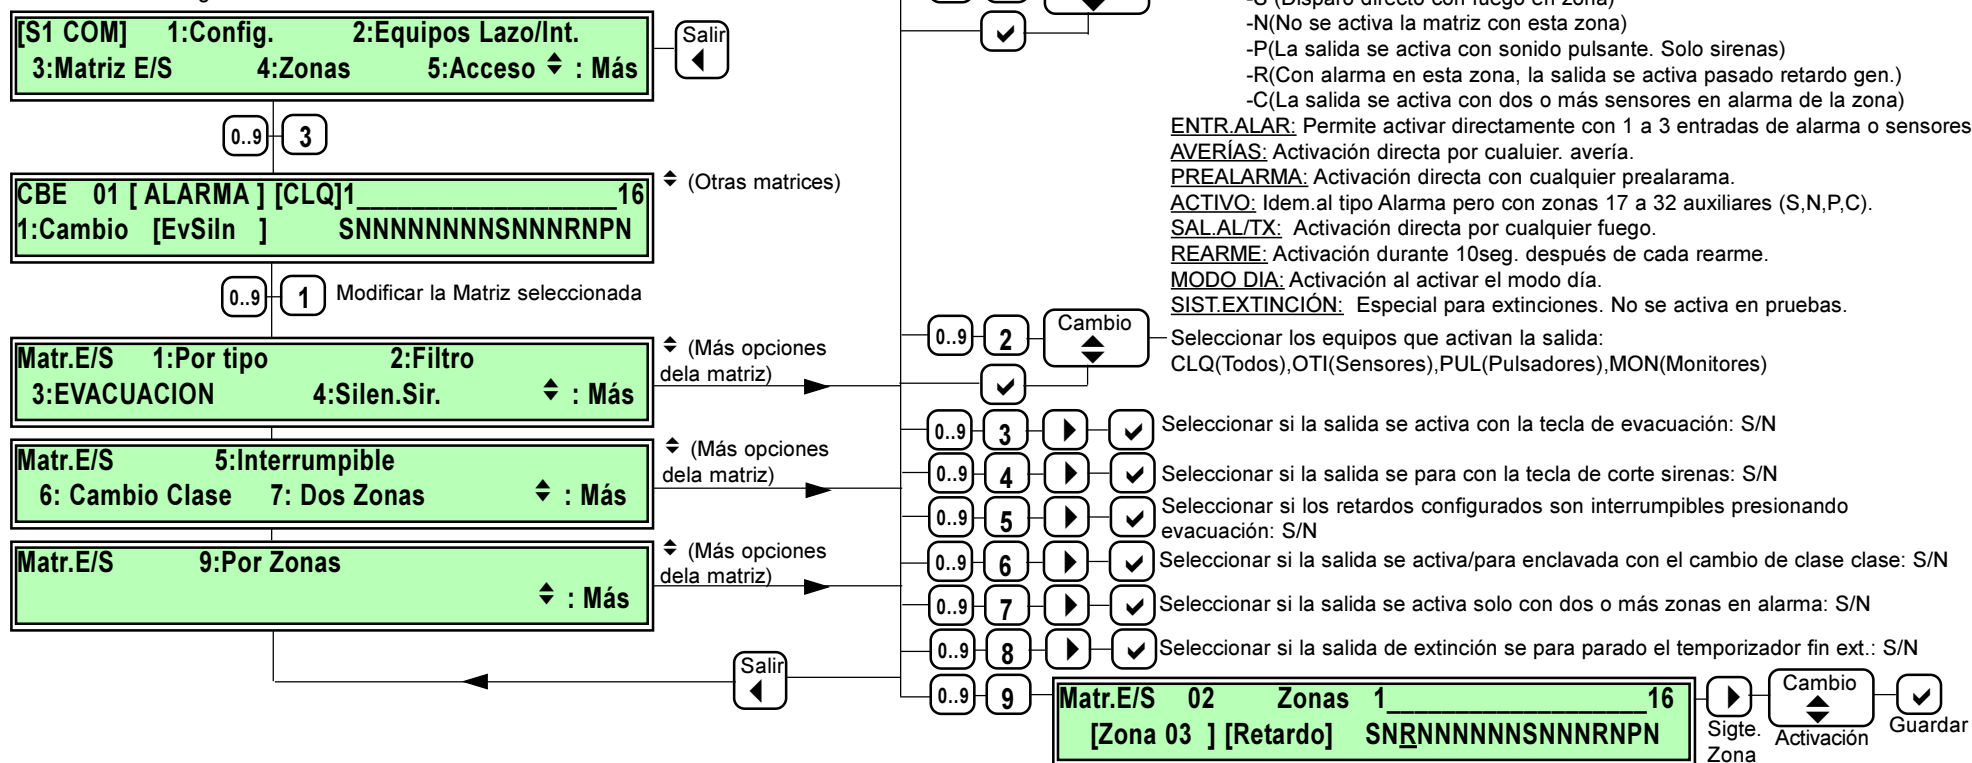 [S1 COM] 1:Config. 2:Equipos Lazo/Int.
3:Matriz E/S 4:Zonas 5:Acceso : Más
Salir
0..9 3
CBE 01 [ ALARMA ] [CLQ]1___________________16
1:Cambio [EvSiIn ] SNNNNNNNNSNNNRNPN
(Otras matrices)
0..9 1 Modificar la Matriz seleccionada
Matr.E/S 1:Por tipo 2:Filtro
3:EVACUACION 4:Silen.Sir. : Más
(Más opciones
dela matriz)
Matr.E/S 5:Interrumpible
6: Cambio Clase 7: Dos Zonas : Más
(Más opciones
dela matriz)
Matr.E/S 9:Por Zonas
: Más
(Más opciones
dela matriz)
Salir
-S (Disparo directo con fuego en zona)
-N(No se activa la matriz con esta zona)
-P(La salida se activa con sonido pulsante. Solo sirenas)
-R(Con alarma en esta zona, la salida se activa pasado retardo gen.)
-C(La salida se activa con dos o más sensores en alarma de la zona)
ENTR.ALAR: Permite activar directamente con 1 a 3 entradas de alarma o sensores
AVERÍAS: Activación directa por cualuier. avería.
PREALARMA: Activación directa con cualquier prealarama.
ACTIVO: Idem.al tipo Alarma pero con zonas 17 a 32 auxiliares (S,N,P,C).
SAL.AL/TX: Activación directa por cualquier fuego.
REARME: Activación durante 10seg. después de cada rearme.
MODO DIA: Activación al activar el modo día.
SIST.EXTINCIÓN: Especial para extinciones. No se activa en pruebas.
0..9 2 Cambio
Seleccionar los equipos que activan la salida:
CLQ(Todos),OTI(Sensores),PUL(Pulsadores),MON(Monitores)
0..9 3 Seleccionar si la salida se activa con la tecla de evacuación: S/N
0..9 4 Seleccionar si la salida se para con la tecla de corte sirenas: S/N
0..9 5 Seleccionar si los retardos configurados son interrumpibles presionando
evacuación: S/N
0..9 6 Seleccionar si la salida se activa/para enclavada con el cambio de clase clase: S/N
0..9 7 Seleccionar si la salida se activa solo con dos o más zonas en alarma: S/N
0..9 8 Seleccionar si la salida de extinción se para parado el temporizador fin ext.: S/N
0..9 9
Matr.E/S 02 Zonas 1___________________16
[Zona 03 ] [Retardo] SNRNNNNNNSNNNRNPN
Sigte.
Zona
Cambio
Activación
Guardar